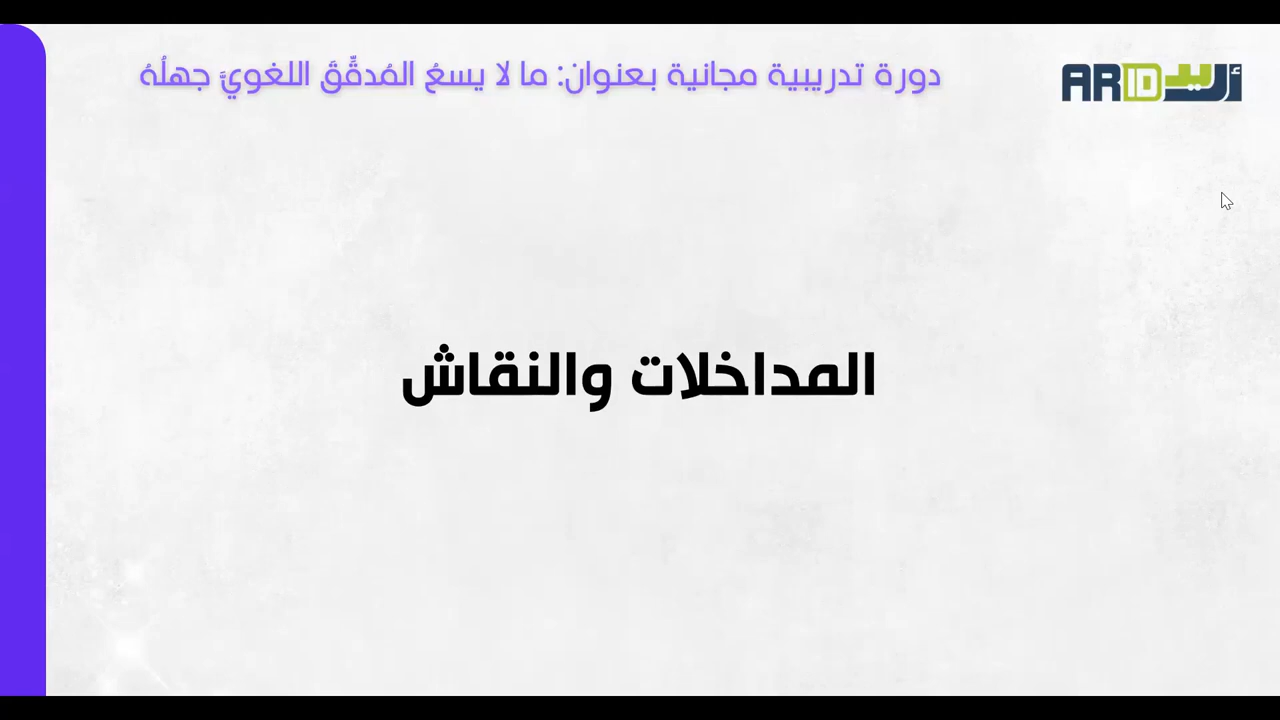 دورة تدريبية مجانية بعنوان: ما لا يسعُ المُدقِّقَ اللغويَّ جهلُهُ
ARID أريد
المداخلات والنقاش